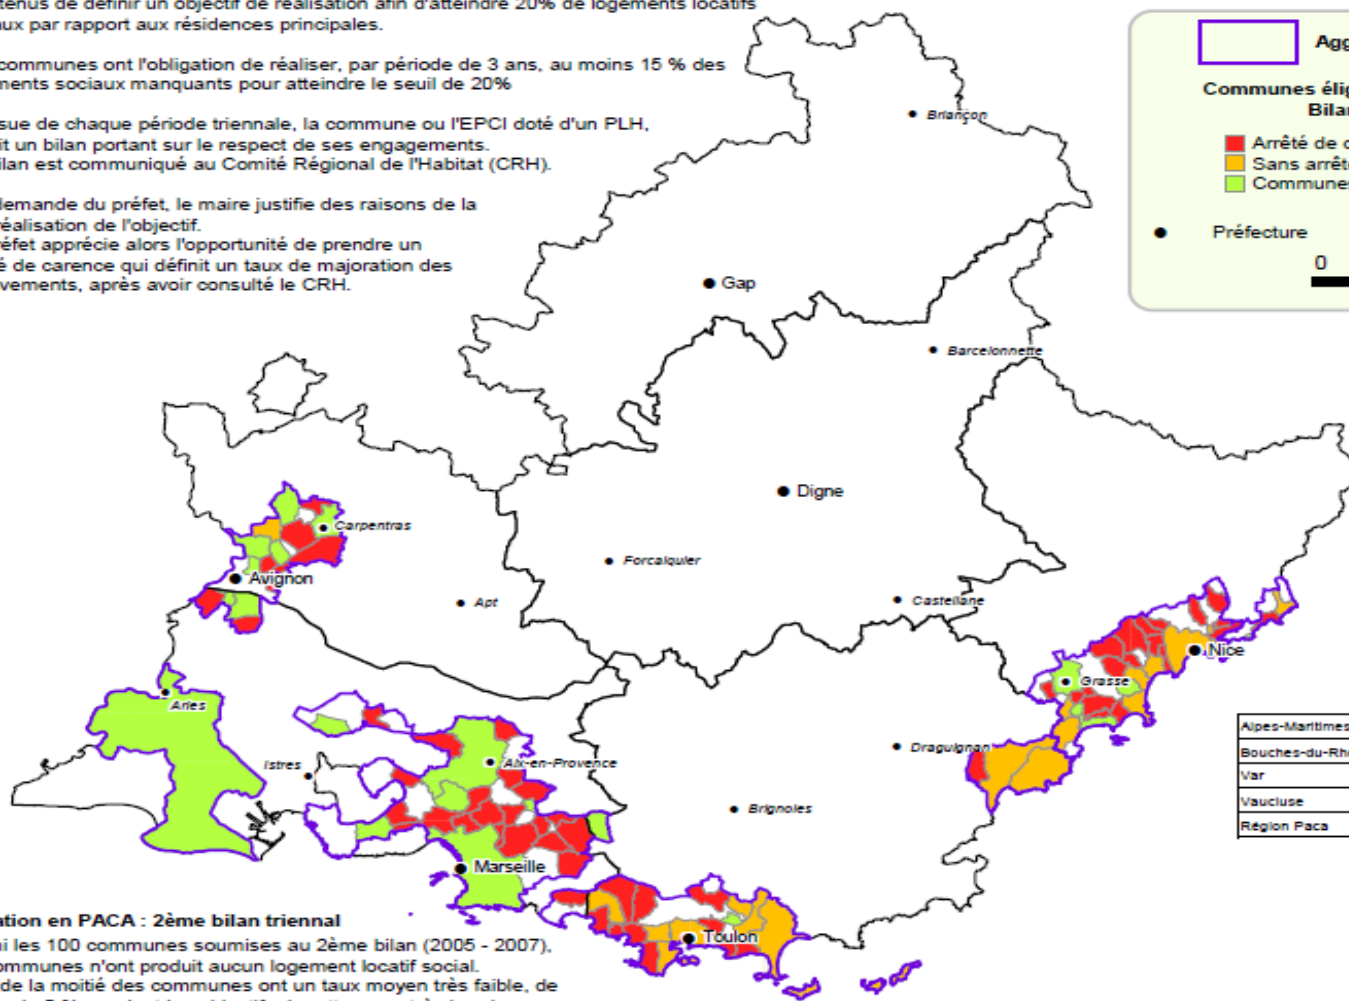 tenus de définir un objectif de réalisation afin d'atteindre 20% de logements locatifs
ux par rapport aux résidences principales.
communes ont l'obligation de réaliser, par période de 3 ans, au moins 15 % des
ments sociaux manquants pour atteindre le seuil de 20%
sue de chaque période triennale, la commune ou l'EPCI doté d'un PLH,
it un bilan portant sur le respect de ses engagements.
ilan est communiqué au Comité Régional de l'Habitat (CRH).
demande du préfet, le maire justifie des raisons de la
réalisation de l'objectif.
éfet apprécie alors l'opportunité de prendre un
é de carence qui définit un taux de majoration des
vements, après avoir consulté le CRH.
Agg
Communes élig
Bilan
Arrêté de c
Sans arrêt
Communes
Préfecture
0
Briançon
Gap
Barcelonnette
Digne
Carpentras
Forcalquier
Avignon
Apt
Castellane
Nice
Grasse
Arles
Draguignan
Istres
Aix-en-Provence
Brignoles
Marseille
Toulon
Alpes-Maritimes
Bouches-du-Rh
Var
Vaucluse
Région Paca
ation en PACA : 2ème bilan triennal
i les 100 communes soumises au 2ème bilan (2005 - 2007),
ommunes n'ont produit aucun logement locatif social.
de la moitié des communes ont un taux moyen très faible, de